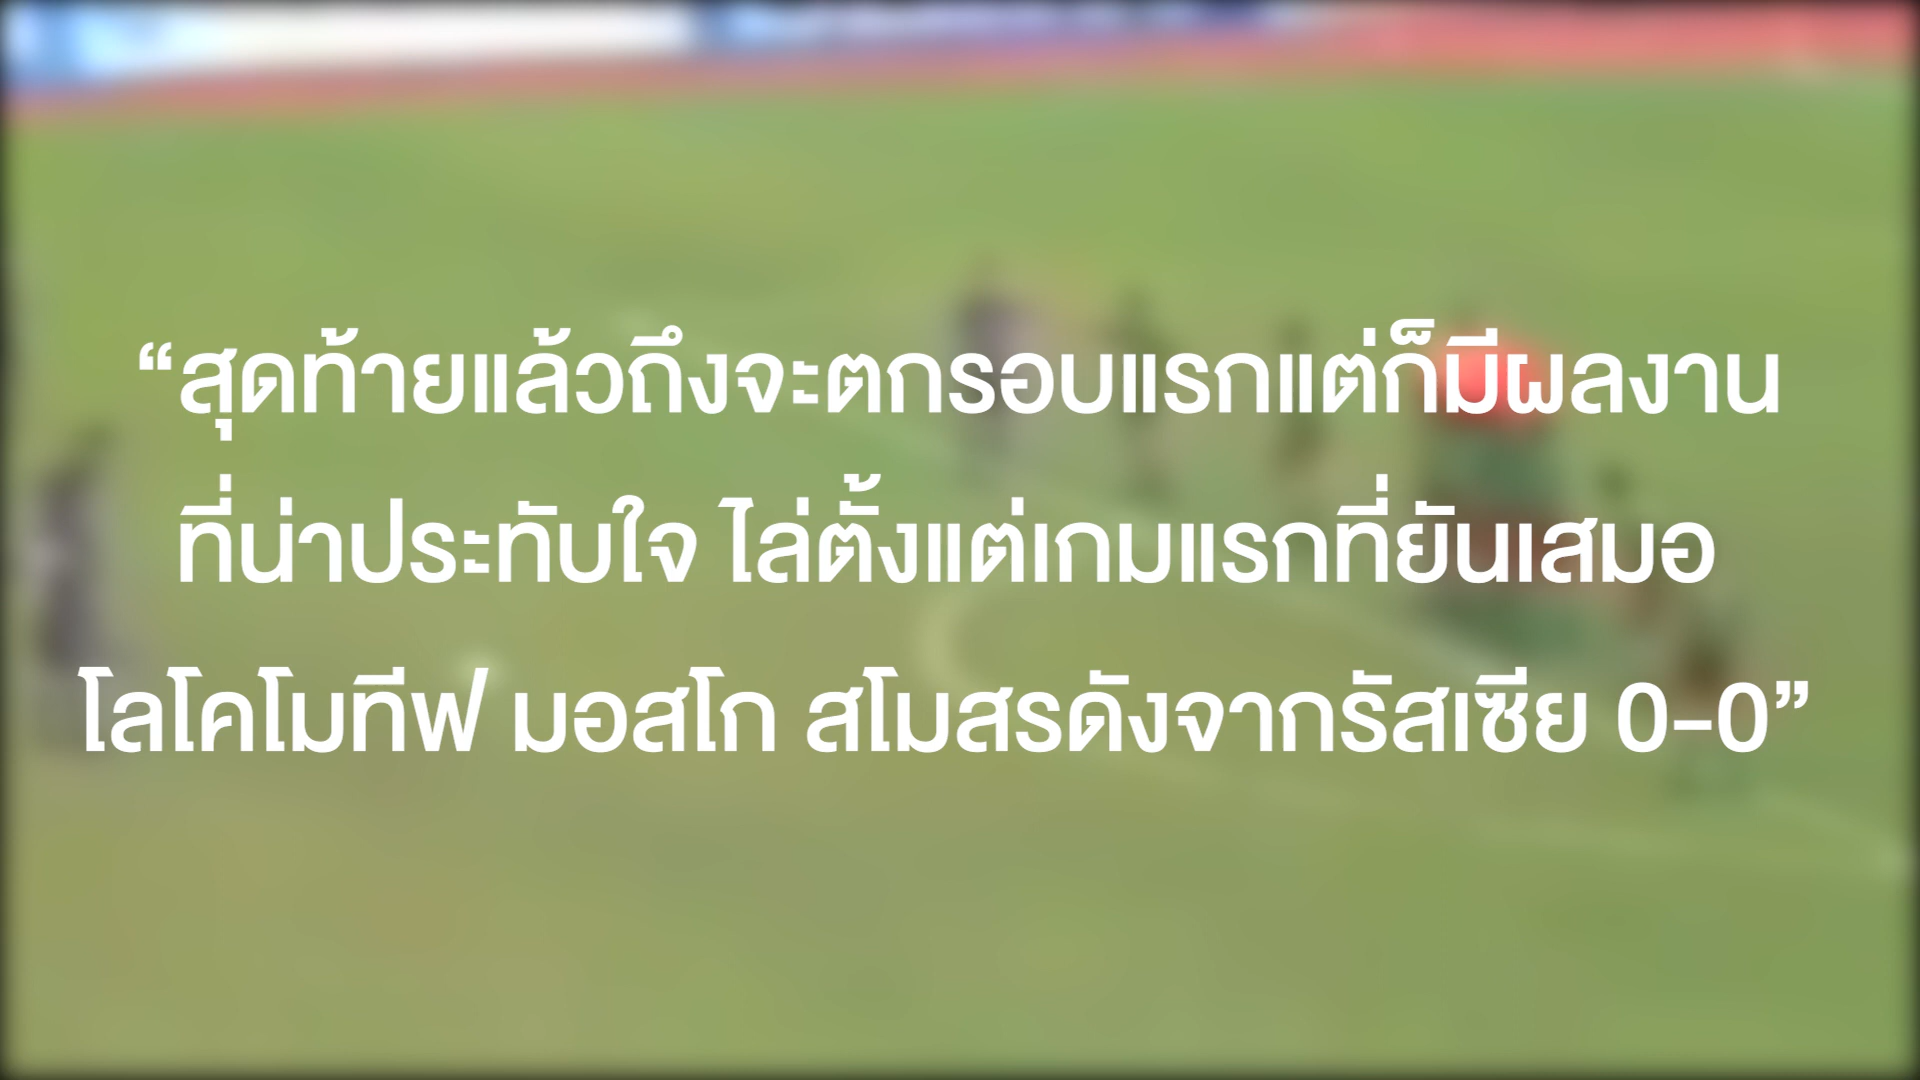 “สุดท้ายแล้วถึงจะตกรอบแรกแต่ก็มีผลงาน
ที่น่าประทับใจ ไล่ตั้งแต่เกมแรกที่ยันเสมอ
โลโคโมทีฟ มอสโก สโมสรดังจากรัสเซีย 0-0”